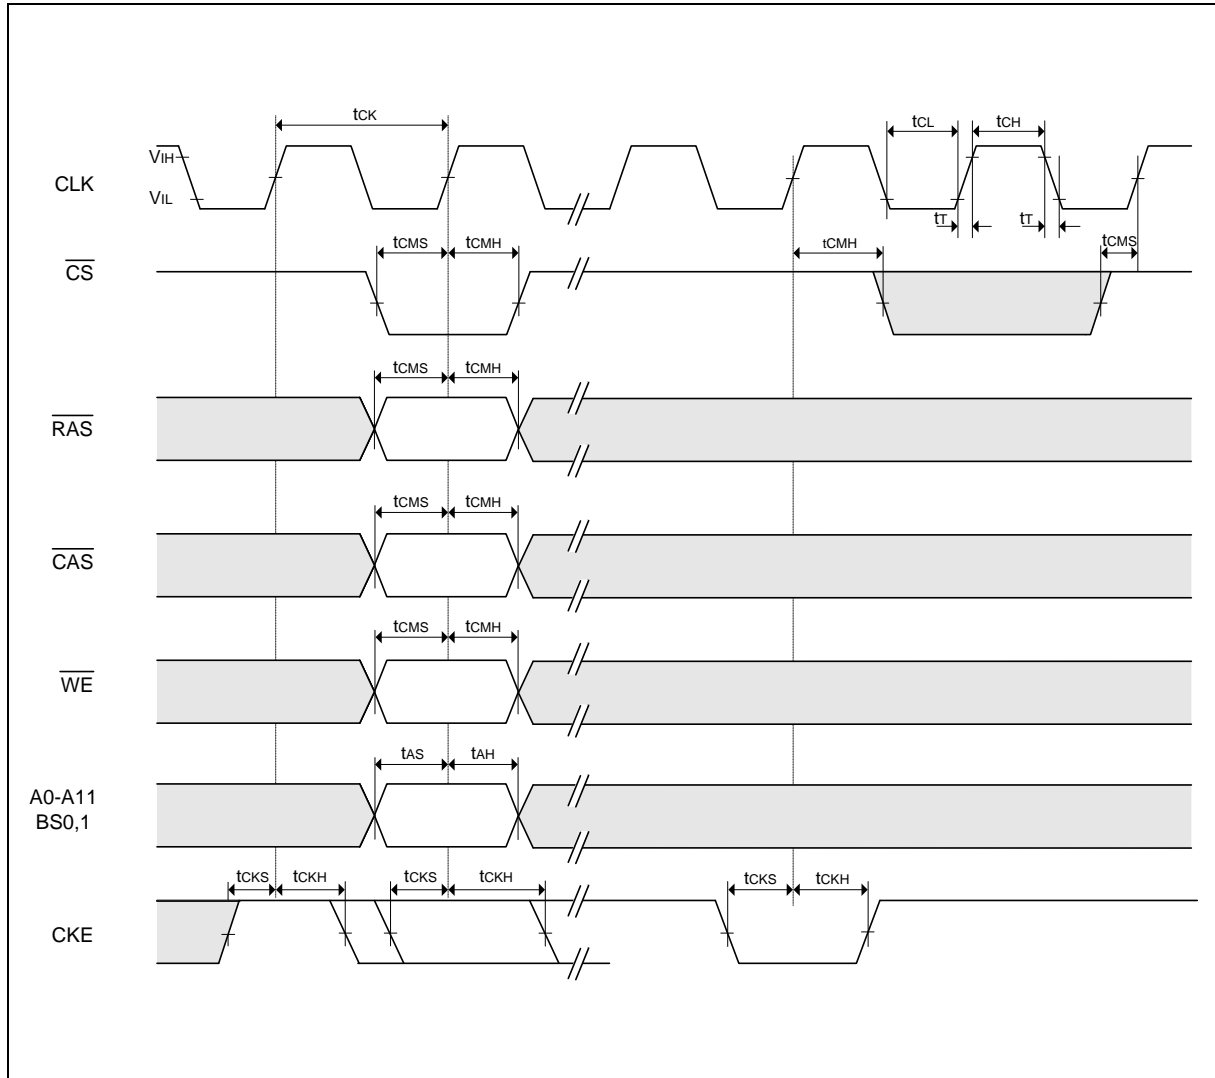 tCK
tCL
tCH
VIH
CLK
VIL
tT
tT
tCMS
tCMH
tCMH
tCMS
CS
tCMS
tCMH
RAS
tCMS
tCMH
CAS
tCMS
tCMH
WE
tAS
tAH
A0-A11
BS0,1
tCKS
tCKH
tCKS
tCKH
tCKS
tCKH
CKE